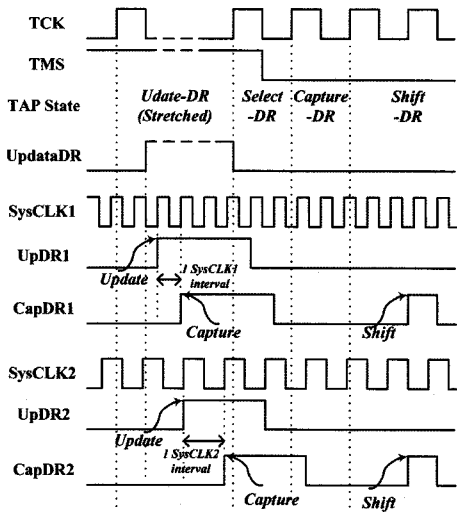 TCK
TMS
TAP State
Udate-DR
(Stretched)
Select
-DR
Capture
-DR
Shift
-DR
UpdataDR
SysCLK1
UpDR1
Update
1 SysCLK1
interval
CapDR1
Capture
Shift
SysCLK2
UpDR2
Update
1 SysCLK2
interval
CapDR2
Capture
Shift